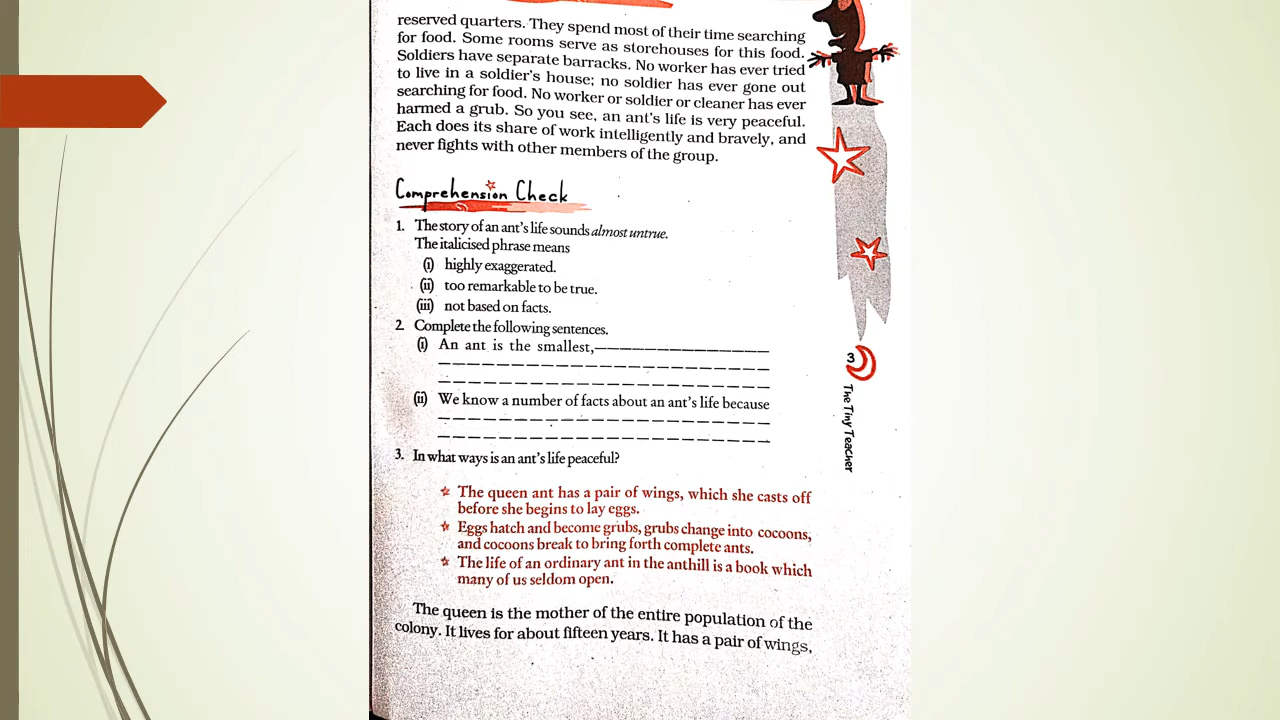 reserved quarters. They spend most of their time searching
for food. Some rooms serve as storehouses for this food.
Soldiers have separate barracks. No worker has ever tried
to live in a soldier's house; no soldier has ever gone out
searching for food. No worker or soldier or cleaner has ever
harmed a grub. So you see, an ant's life is very peaceful.
Each does its share of work intelligently and bravely, and
never fights with other members of the group.
Comprehension Check
1. The story of an ant's life sounds almost untrue.
The italicised phrase means
(i) highly exaggerated.
(ii) too remarkable to be true.
(iii) not based on facts.
2. Complete the following sentences.
(i) An ant is the smallest,
(ii) We know a number of facts about an ant's life because
3. In what ways is an ant's life peaceful?
The queen ant has a pair of wings, which she casts off
before she begins to lay eggs.
Eggs hatch and become grubs, grubs change into cocoons,
and cocoons break to bring forth complete ants.
The life of an ordinary ant in the anthill is a book which
many of us seldom open.
The queen is the mother of the entire population of the
colony. It lives for about fifteen years. It has a pair of wings,
3
The Tiny Teacher